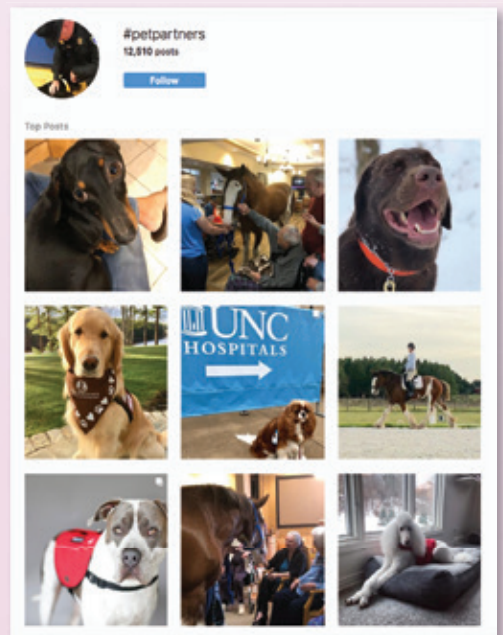 #petpartners
12,510 posts
Follow
Top Posts
UNC
HOSPITALS